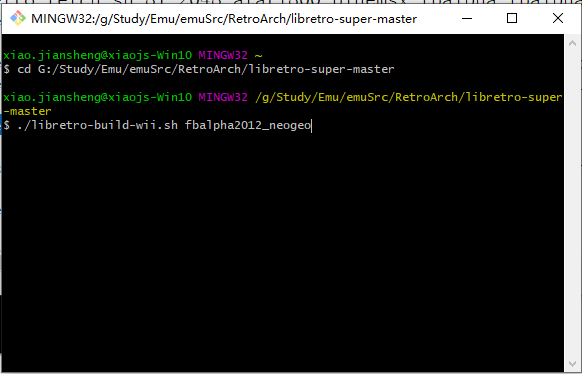 MINGW32:/g/Study/Emu/emuSrc/RetroArch/libretro-super-master
xiao.jiansheng@xiaojs-Win10 MINGW32 ~
$ cd G:/Study/Emu/emuSrc/RetroArch/libretro-super-master
xiao.jiansheng@xiaojs-Win10 MINGW32 /g/Study/Emu/emuSrc/RetroArch/libretro-super
-master
$ ./libretro-build-wii.sh fbalpha2012_neogeo